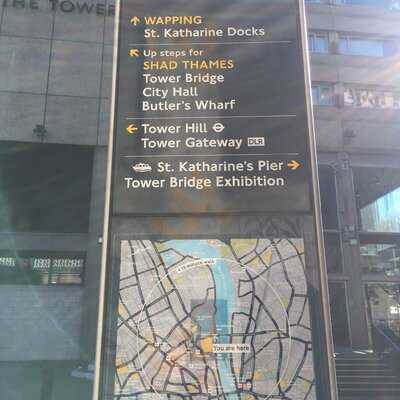 THE TOWER
WAPPING
St. Katharine Docks
Up steps for
SHAD THAMES
Tower Bridge
City Hall
Butler's Wharf
Tower Hill
Tower Gateway DLR
St. Katharine's Pier
Tower Bridge Exhibition
You are here